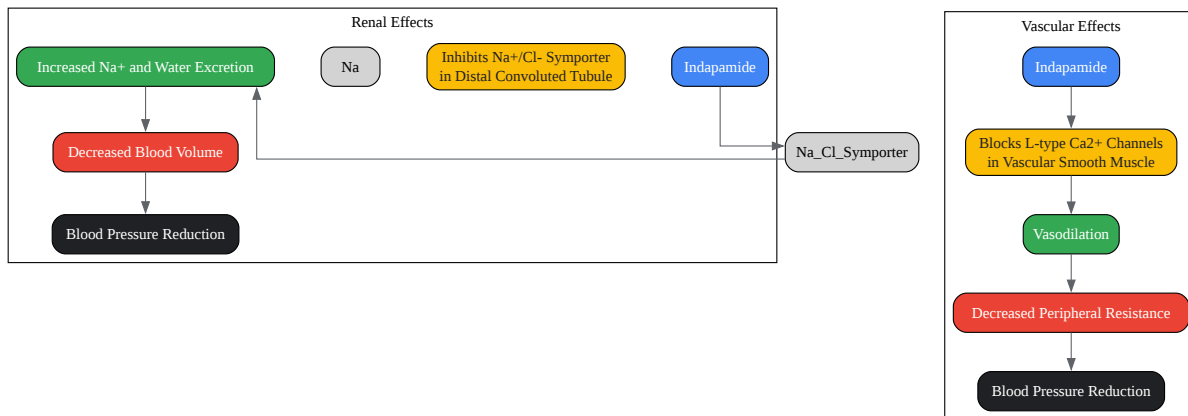 Renal Effects
Increased Na+ and Water Excretion
Na
Inhibits Na+/Cl- Symporter
in Distal Convoluted Tubule
Indapamide
Decreased Blood Volume
Na_Cl_Symporter
Blood Pressure Reduction
Vascular Effects
Indapamide
Blocks L-type Ca2+ Channels
in Vascular Smooth Muscle
Vasodilation
Decreased Peripheral Resistance
Blood Pressure Reduction